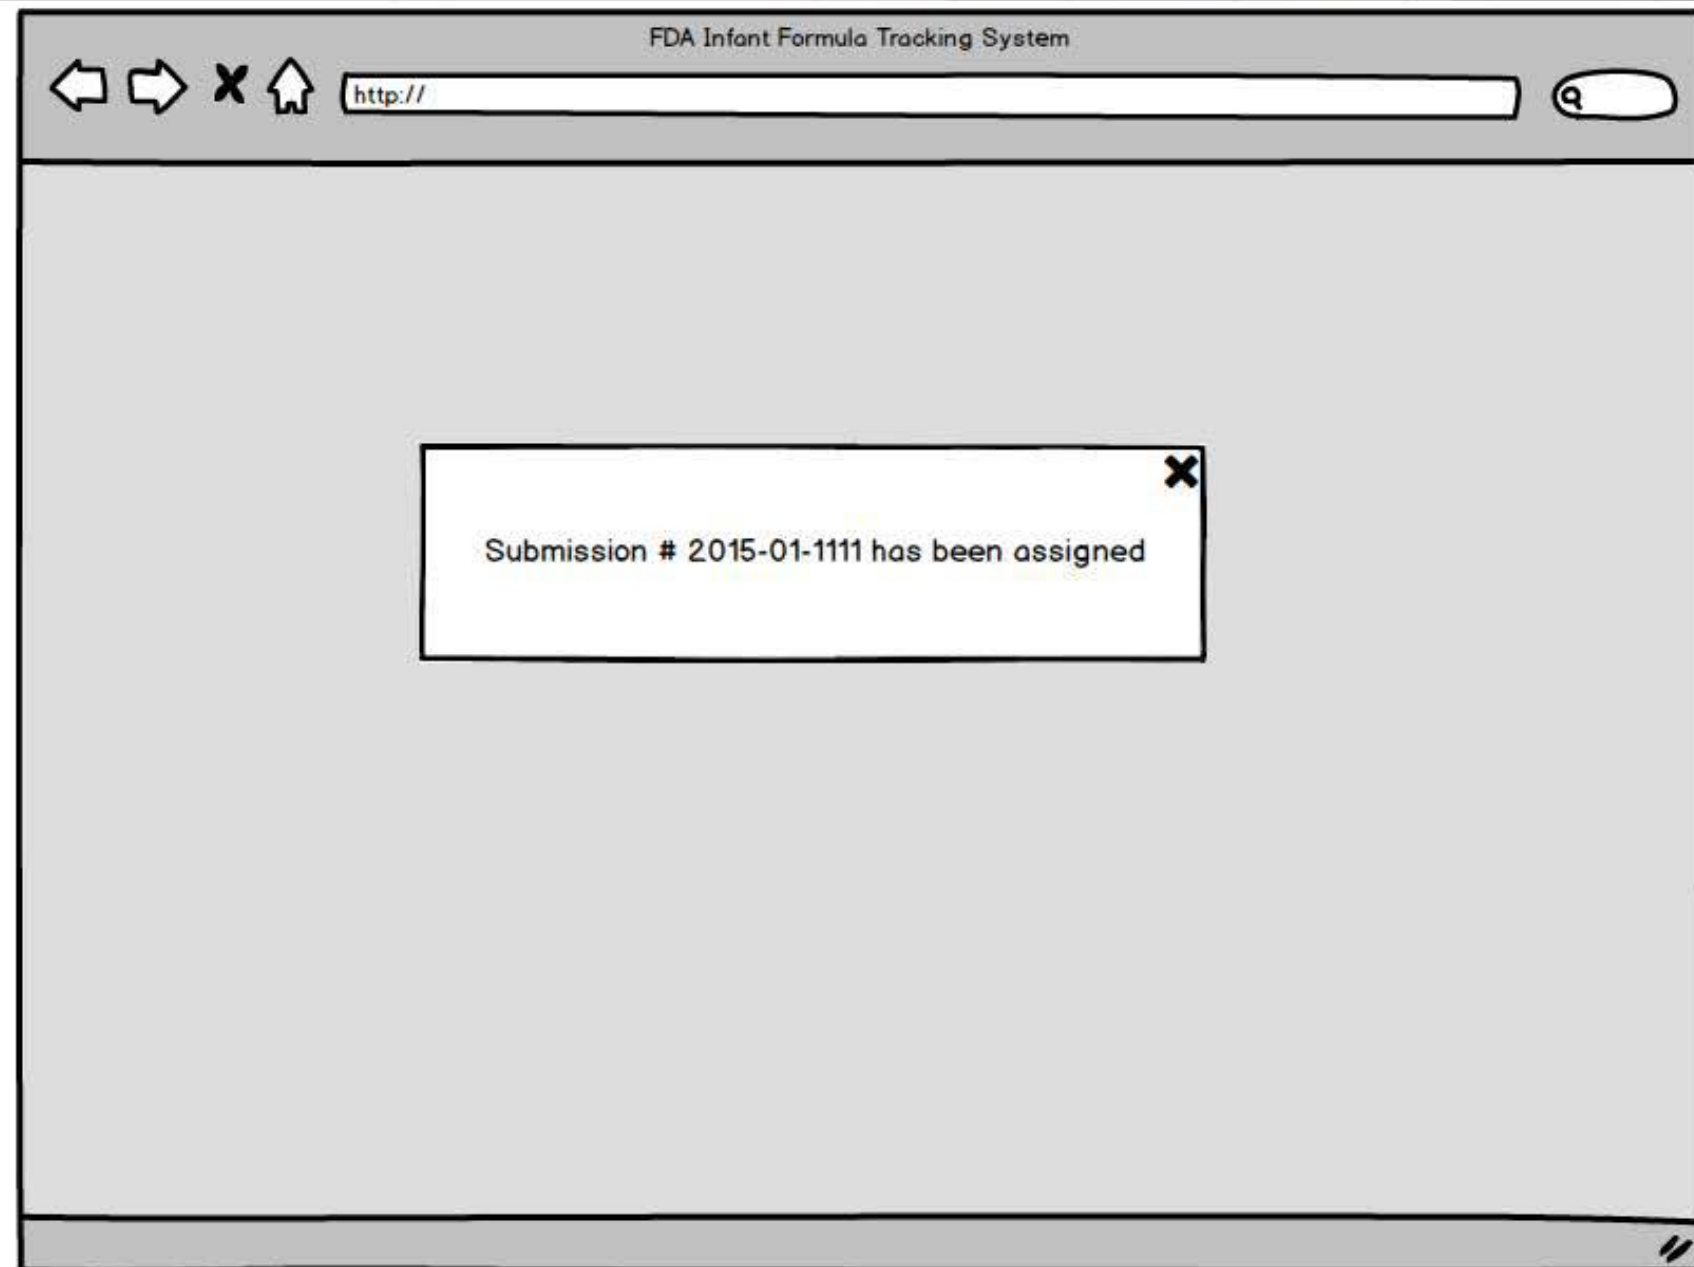 FDA Infant Formula Tracking System
http://
Submission # 2015-01-1111 has been assigned